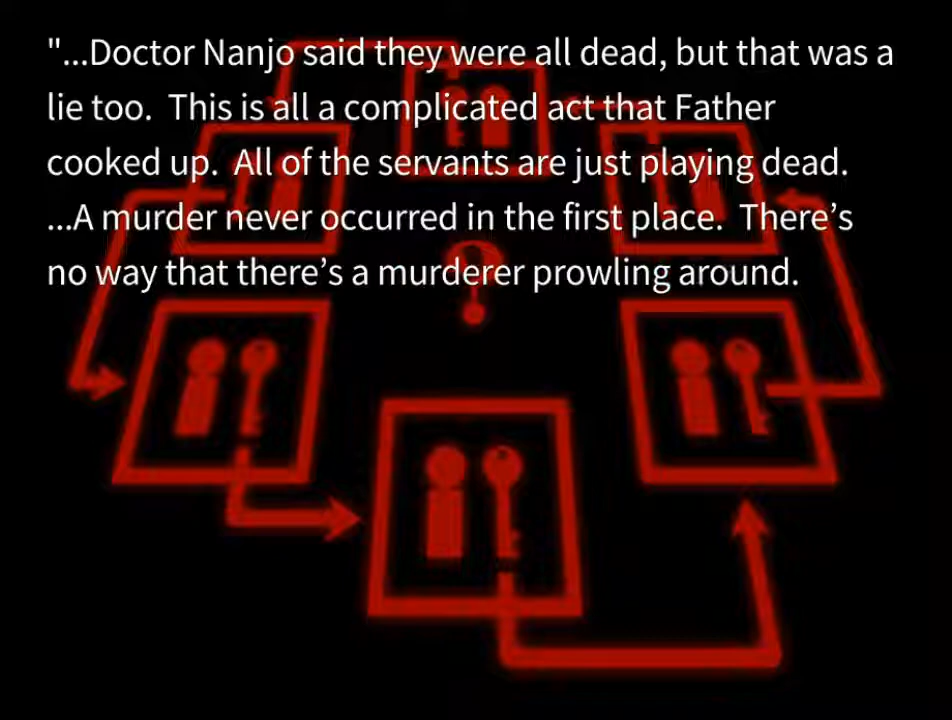 "...Doctor Nanjo said they were all dead, but that was a
lie too.  This is all a complicated act that Father
cooked up.  All of the servants are just playing dead.
...A murder never occurred in the first place.  There’s
no way that there’s a murderer prowling around.
?